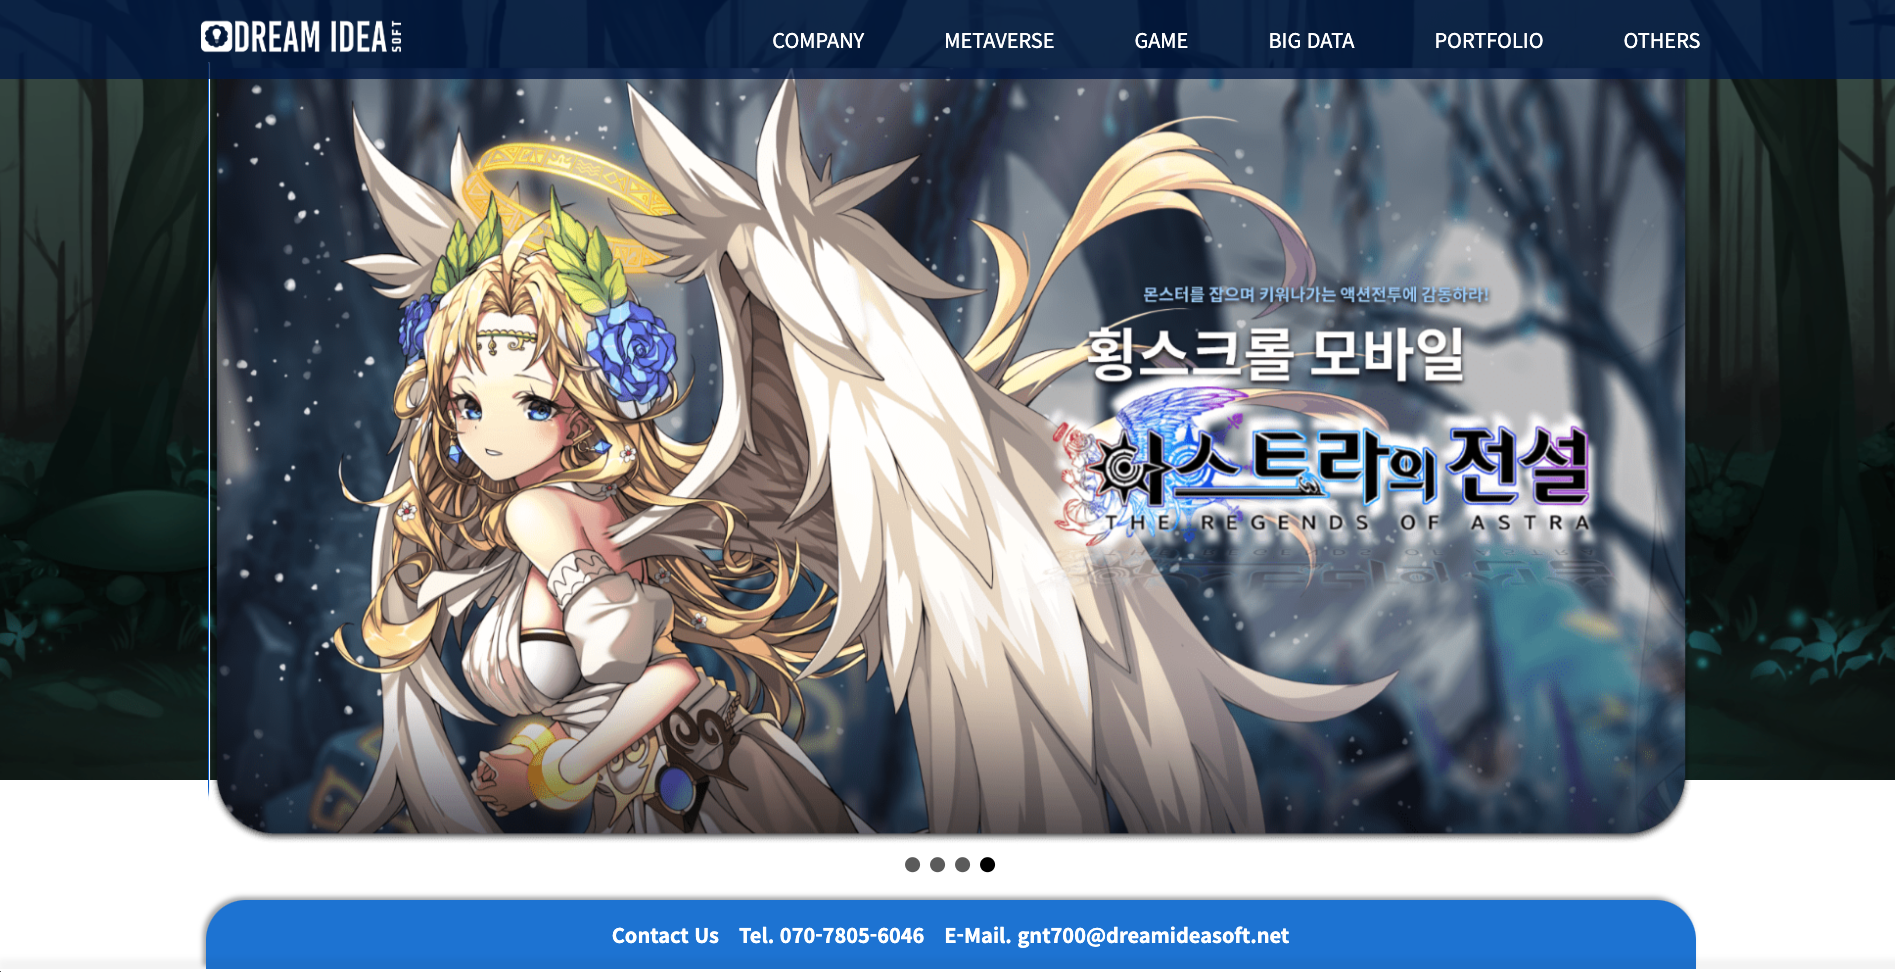 DREAM IDEA SOFT
COMPANY METAVERSE GAME BIG DATA PORTFOLIO OTHERS
몬스터를 잡으며 키워나가는 액션전투에 감동하라!
횡스크롤 모바일
아스트라의 전설
THE REGENDS OF ASTRA
Contact Us Tel. 070-7805-6046 E-Mail. gnt700@dreamideasoft.net